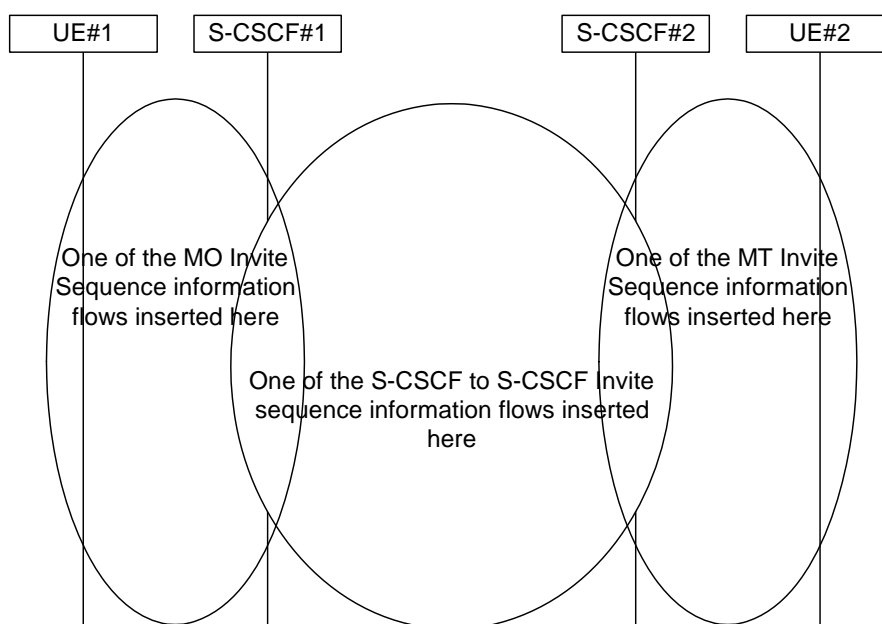 UE#1
S-CSCF#1
S-CSCF#2
UE#2
One of the MO Invite
Sequence information
flows inserted here
One of the S-CSCF to S-CSCF Invite
sequence information flows inserted
here
One of the MT Invite
Sequence information
flows inserted here